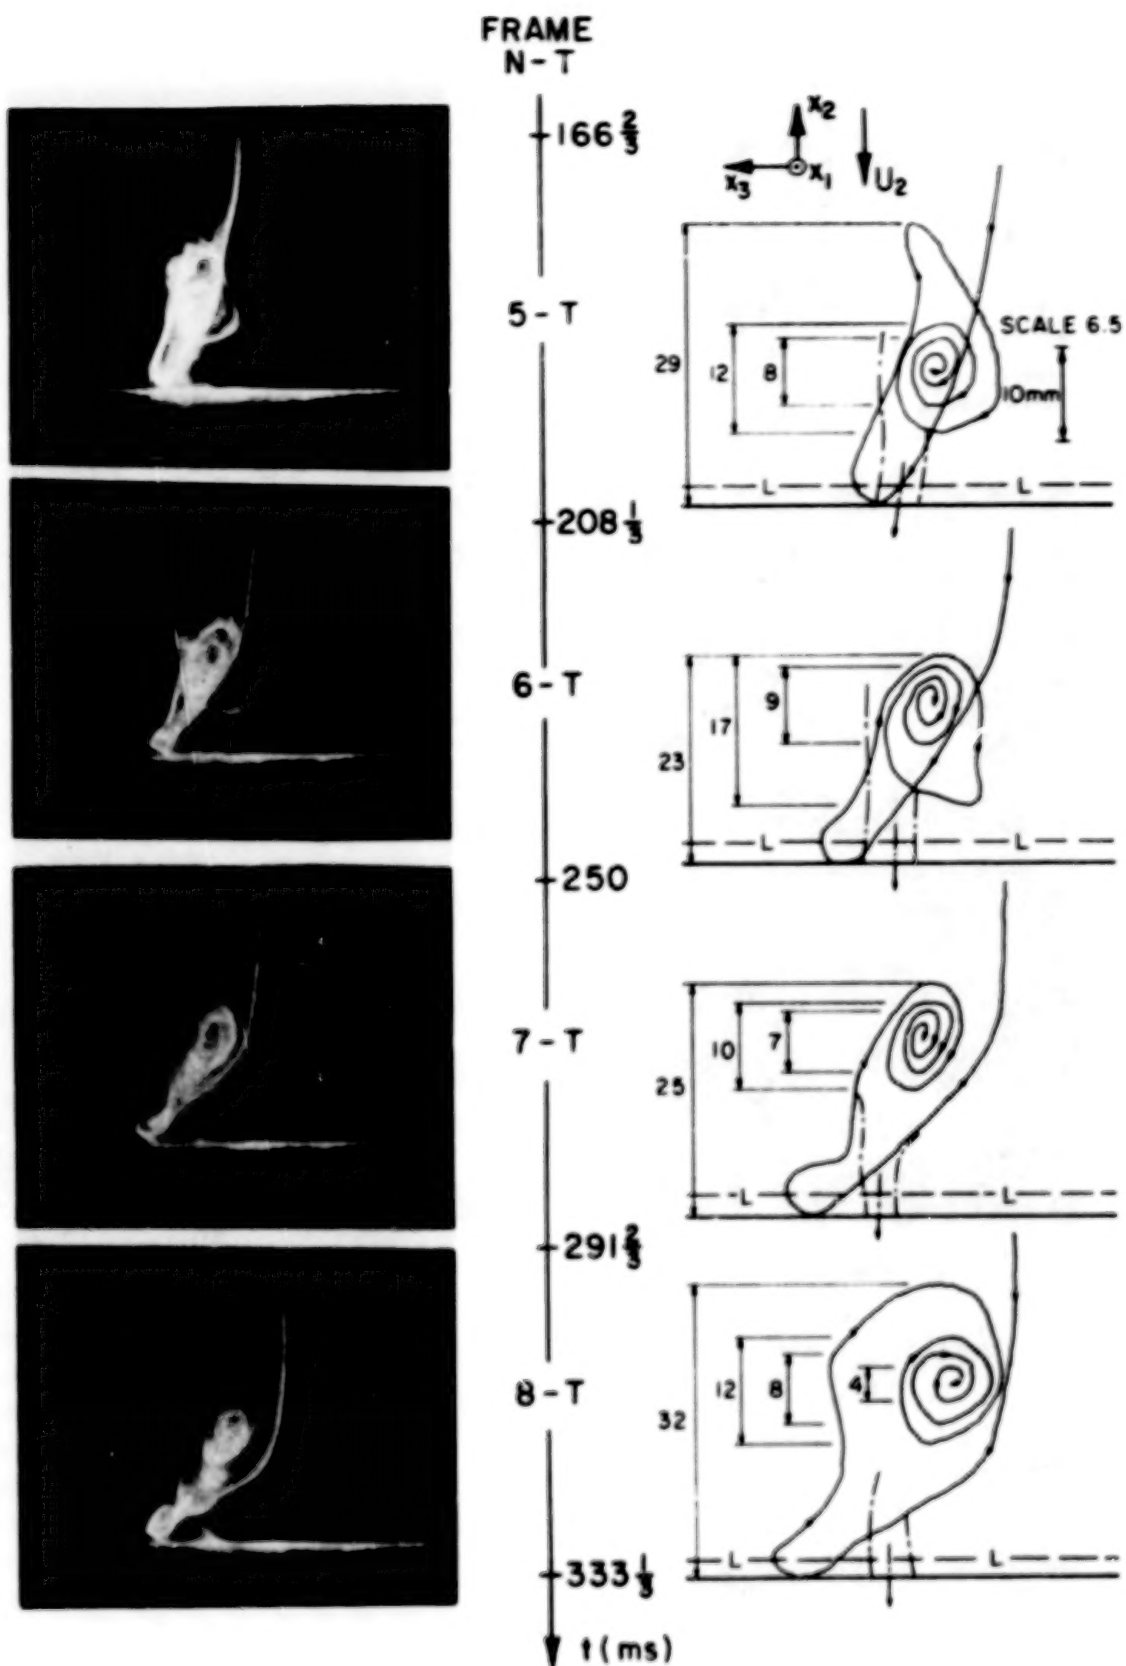 FRAME
N-T
166 2/3
x2
x3
x1
U2
5-T
SCALE 6.5
29
12
8
10mm
L
L
208 1/3
6-T
9
17
23
L
L
250
7-T
10
7
25
L
L
291 2/3
8-T
12
8
4
32
L
L
333 1/3
t (ms)